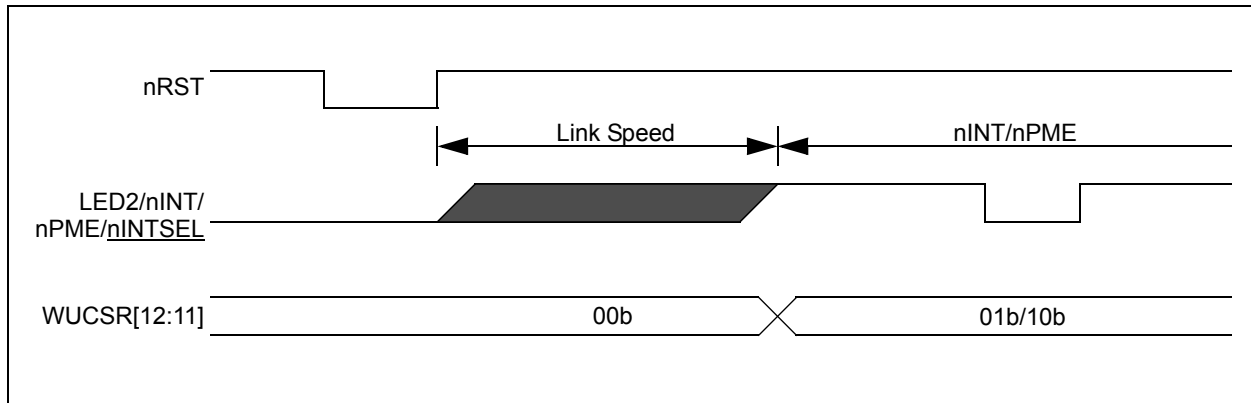 nRST
Link Speed
nINT/nPME
LED2/nINT/
nPME/nINTSEL
WUCSR[12:11]
00b
01b/10b